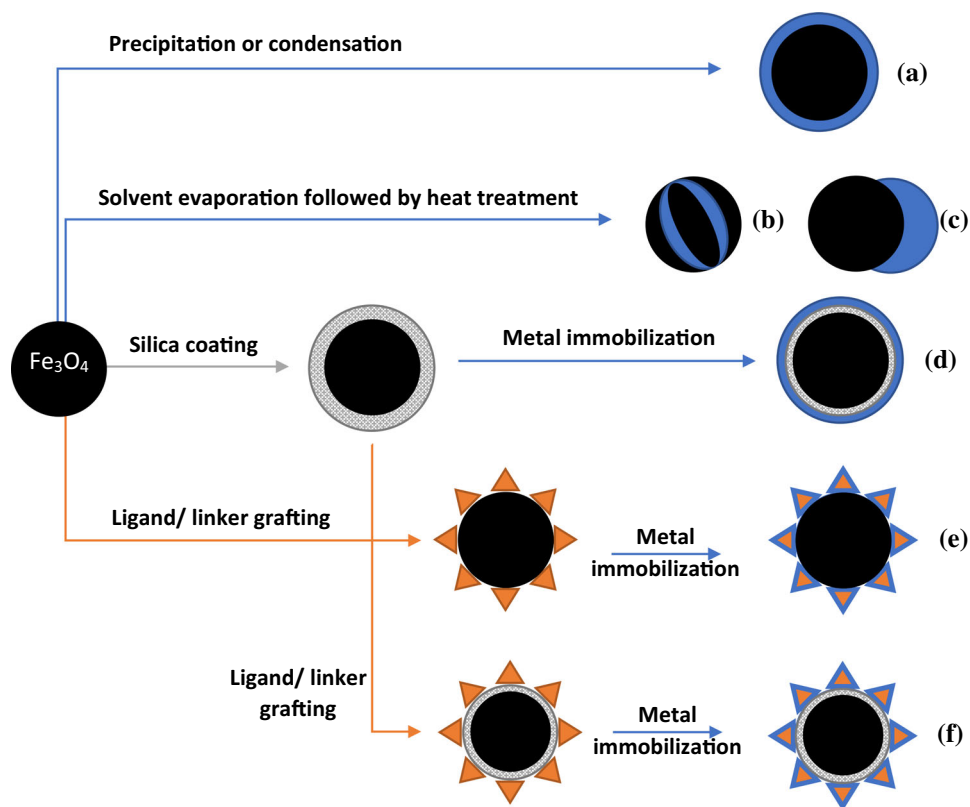 Precipitation or condensation
(a)
Solvent evaporation followed by heat treatment
(b)
(c)
Fe₃O₄
Silica coating
Metal immobilization
(d)
Ligand/ linker grafting
Metal
immobilization
(e)
Ligand/ linker
grafting
Metal
immobilization
(f)